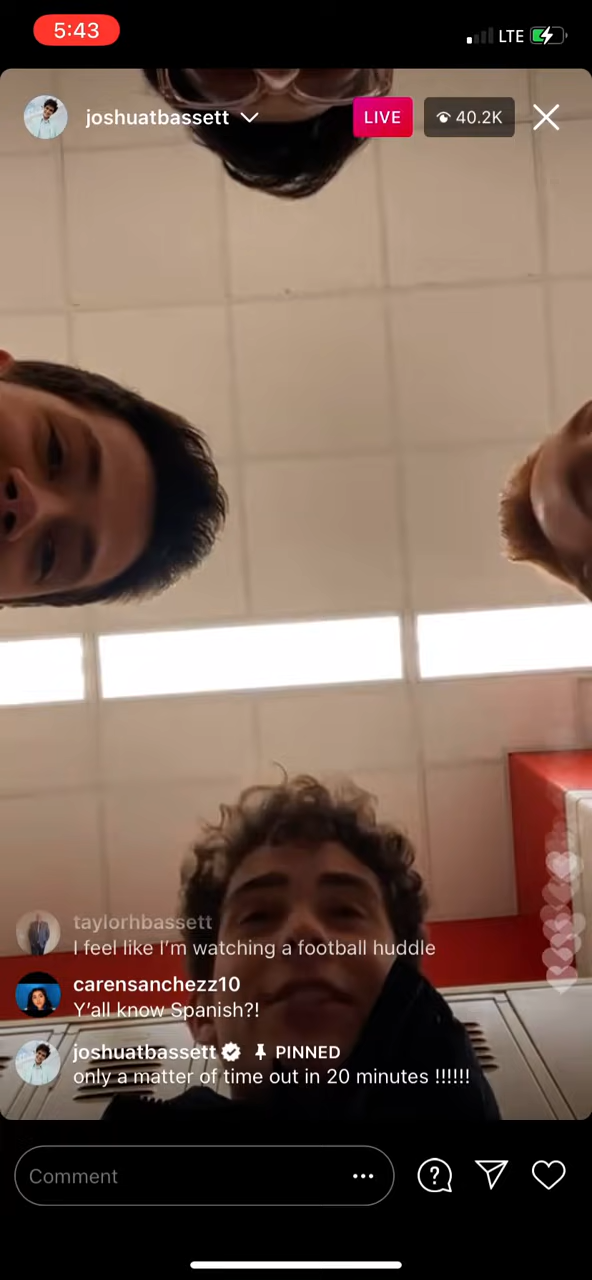 5:43
LTE
joshuatbassett
LIVE
40.2K
taylorhbassett
I feel like I'm watching a football huddle
carensanchezz10
Y'all know Spanish?!
joshuatbassett PINNED
only a matter of time out in 20 minutes !!!!!!
Comment